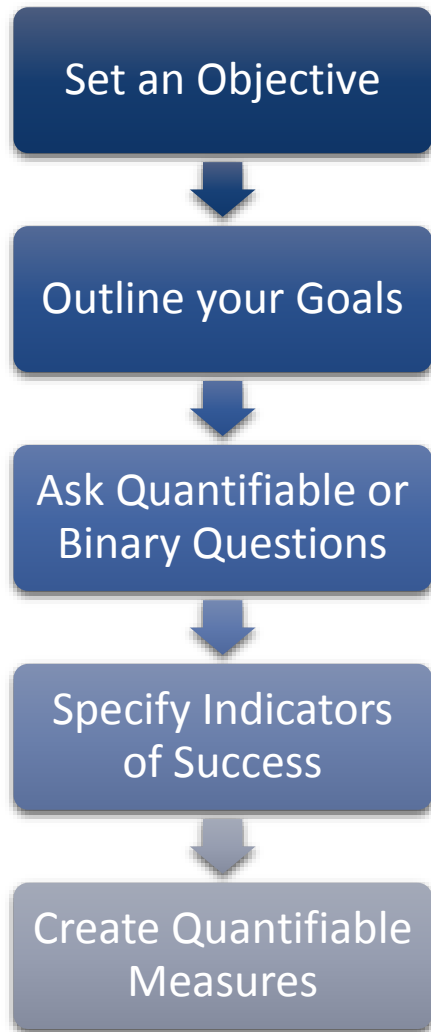 Set an Objective
Outline your Goals
Ask Quantifiable or
Binary Questions
Specify Indicators
of Success
Create Quantifiable
Measures